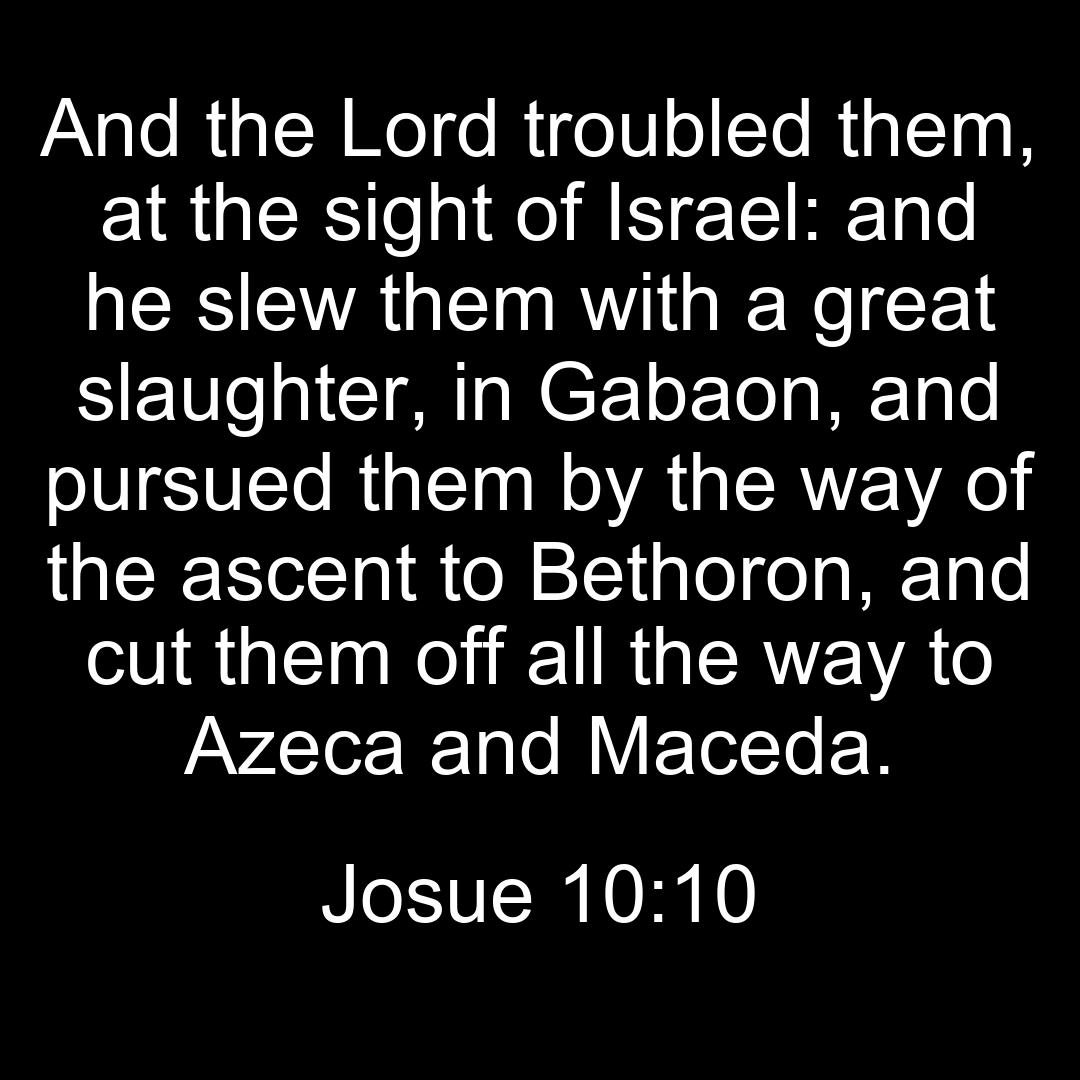 And the Lord troubled them,
at the sight of Israel: and
he slew them with a great
slaughter, in Gabaon, and
pursued them by the way of
the ascent to Bethoron, and
cut them off all the way to
Azeca and Maceda.
Josue 10:10